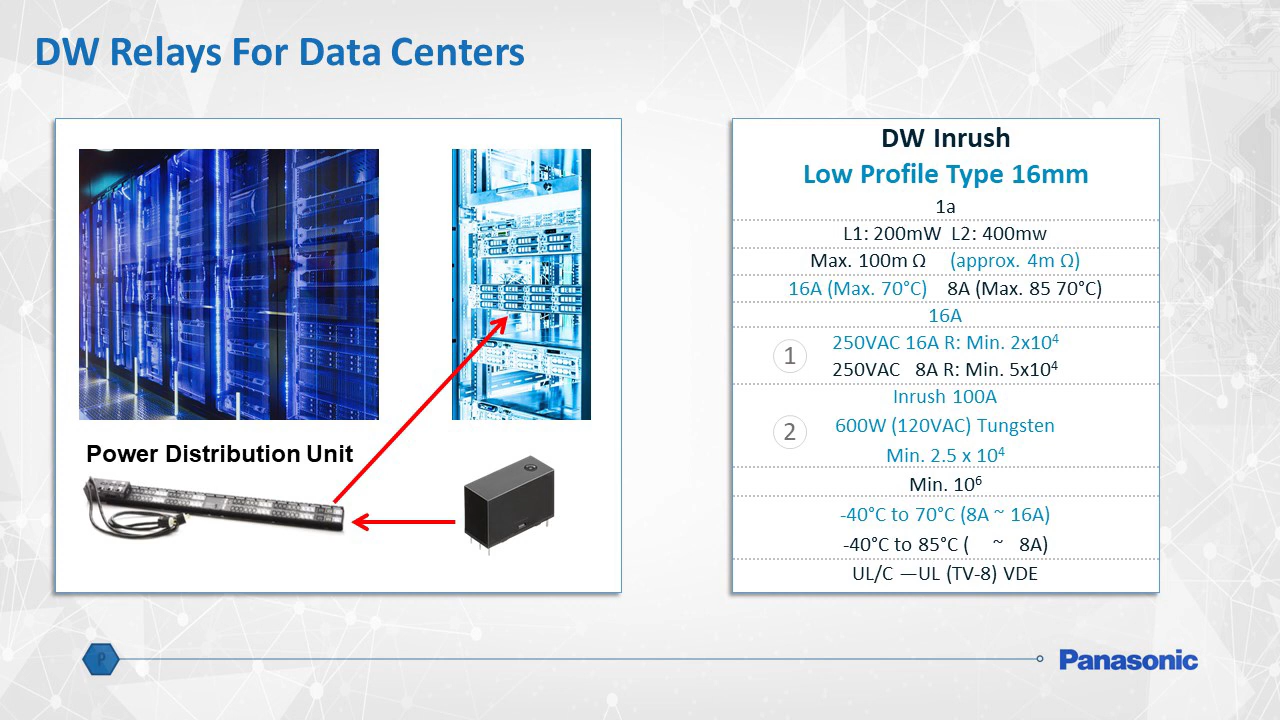 DW Relays For Data Centers
Power Distribution Unit
DW Inrush
Low Profile Type 16mm
1a
L1: 200mW  L2: 400mw
Max. 100m Ω  (approx. 4m Ω)
16A (Max. 70°C)  8A (Max. 85 70°C)
16A
1
250VAC 16A R: Min. 2x10⁴
250VAC  8A R: Min. 5x10⁴
Inrush 100A
2
600W (120VAC) Tungsten
Min. 2.5 x 10⁴
Min. 10⁶
-40°C to 70°C (8A ~ 16A)
-40°C to 85°C (  ~  8A)
UL/C —UL (TV-8) VDE
P
Panasonic